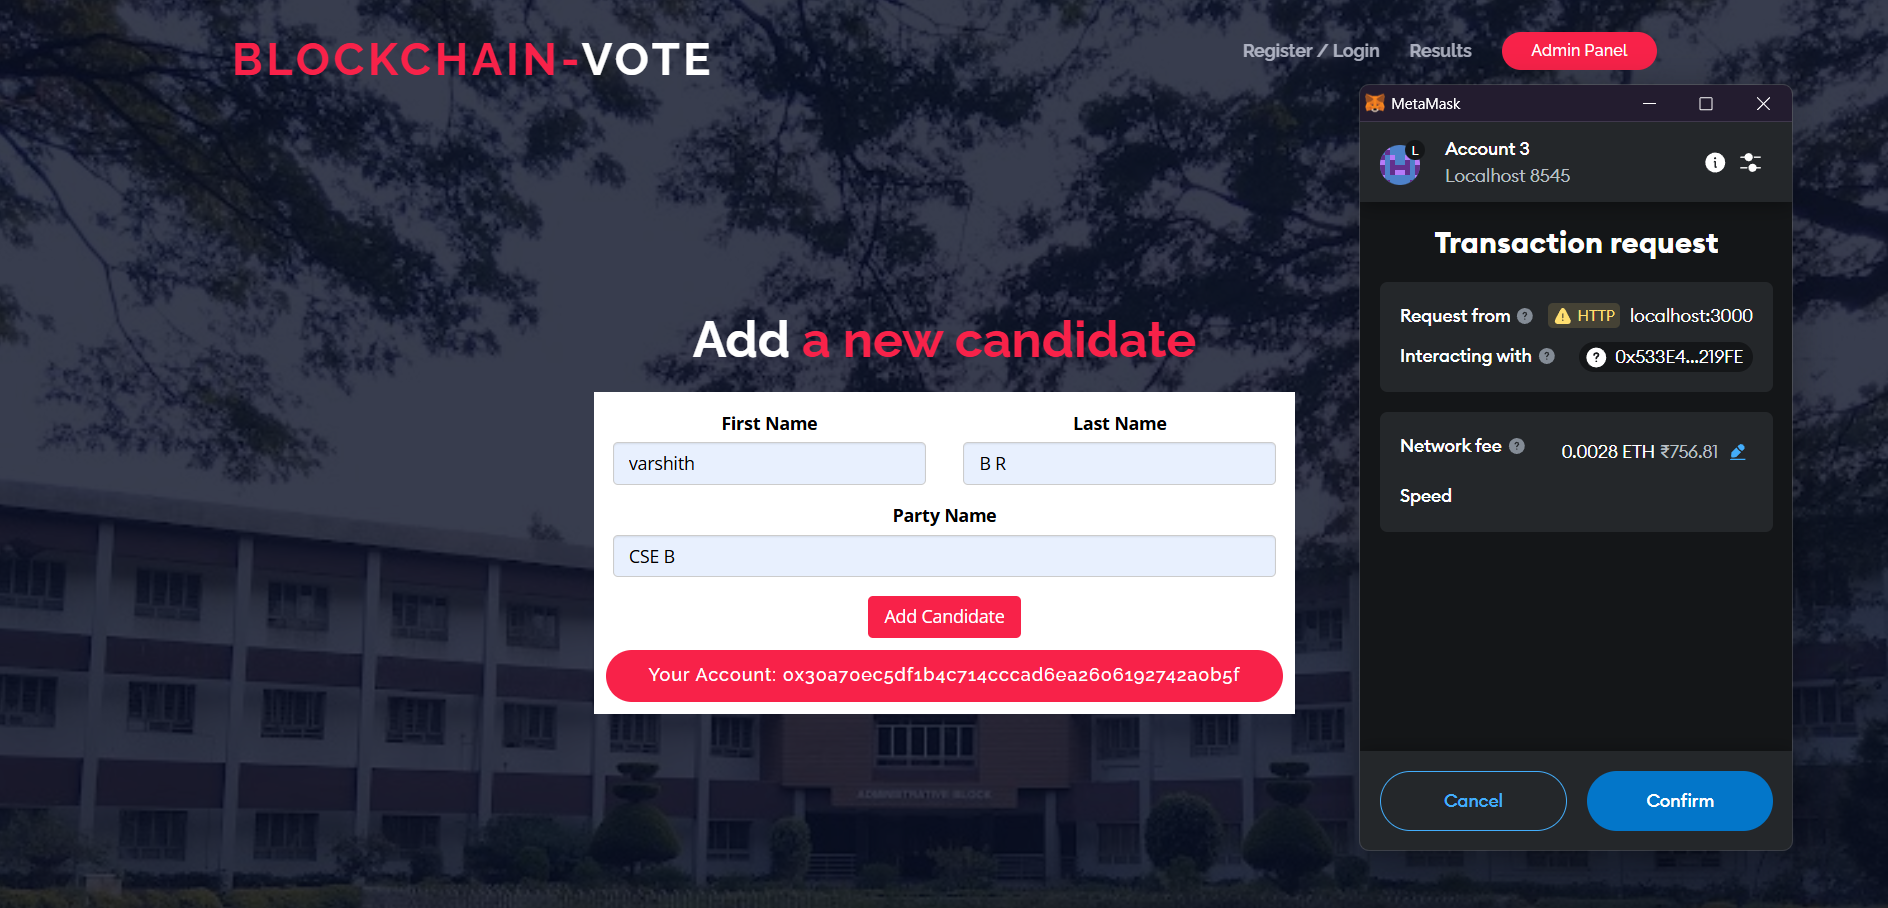 BLOCKCHAIN-VOTE
Register / Login Results Admin Panel
Add a new candidate
First Name Last Name
varshith B R
Party Name
CSE B
Add Candidate
Your Account: 0x30a70ec5df1b4c714cccad6ea2606192742a0b5f
ADMINISTRATIVE BLOCK
MetaMask
L
Account 3
Localhost 8545
Transaction request
Request from HTTP localhost:3000
Interacting with 0x533E4...219FE
Network fee 0.0028 ETH ₹756.81
Speed
Cancel Confirm